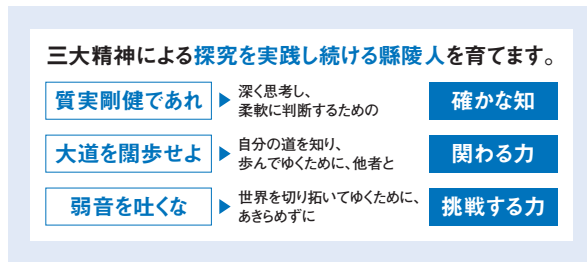 三大精神による探究を実践し続ける縣陵人を育てます。
質実剛健であれ
深く思考し、
柔軟に判断するための
確かな知
大道を闊歩せよ
自分の道を知り、
歩んでゆくために、他者と
関わる力
弱音を吐くな
世界を切り拓いてゆくために、
あきらめずに
挑戦する力